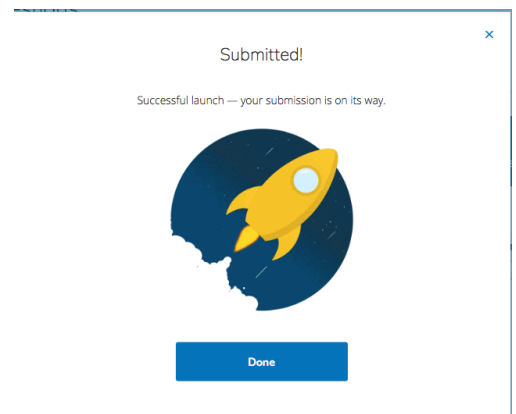 Submitted!
Successful launch — your submission is on its way.
Done